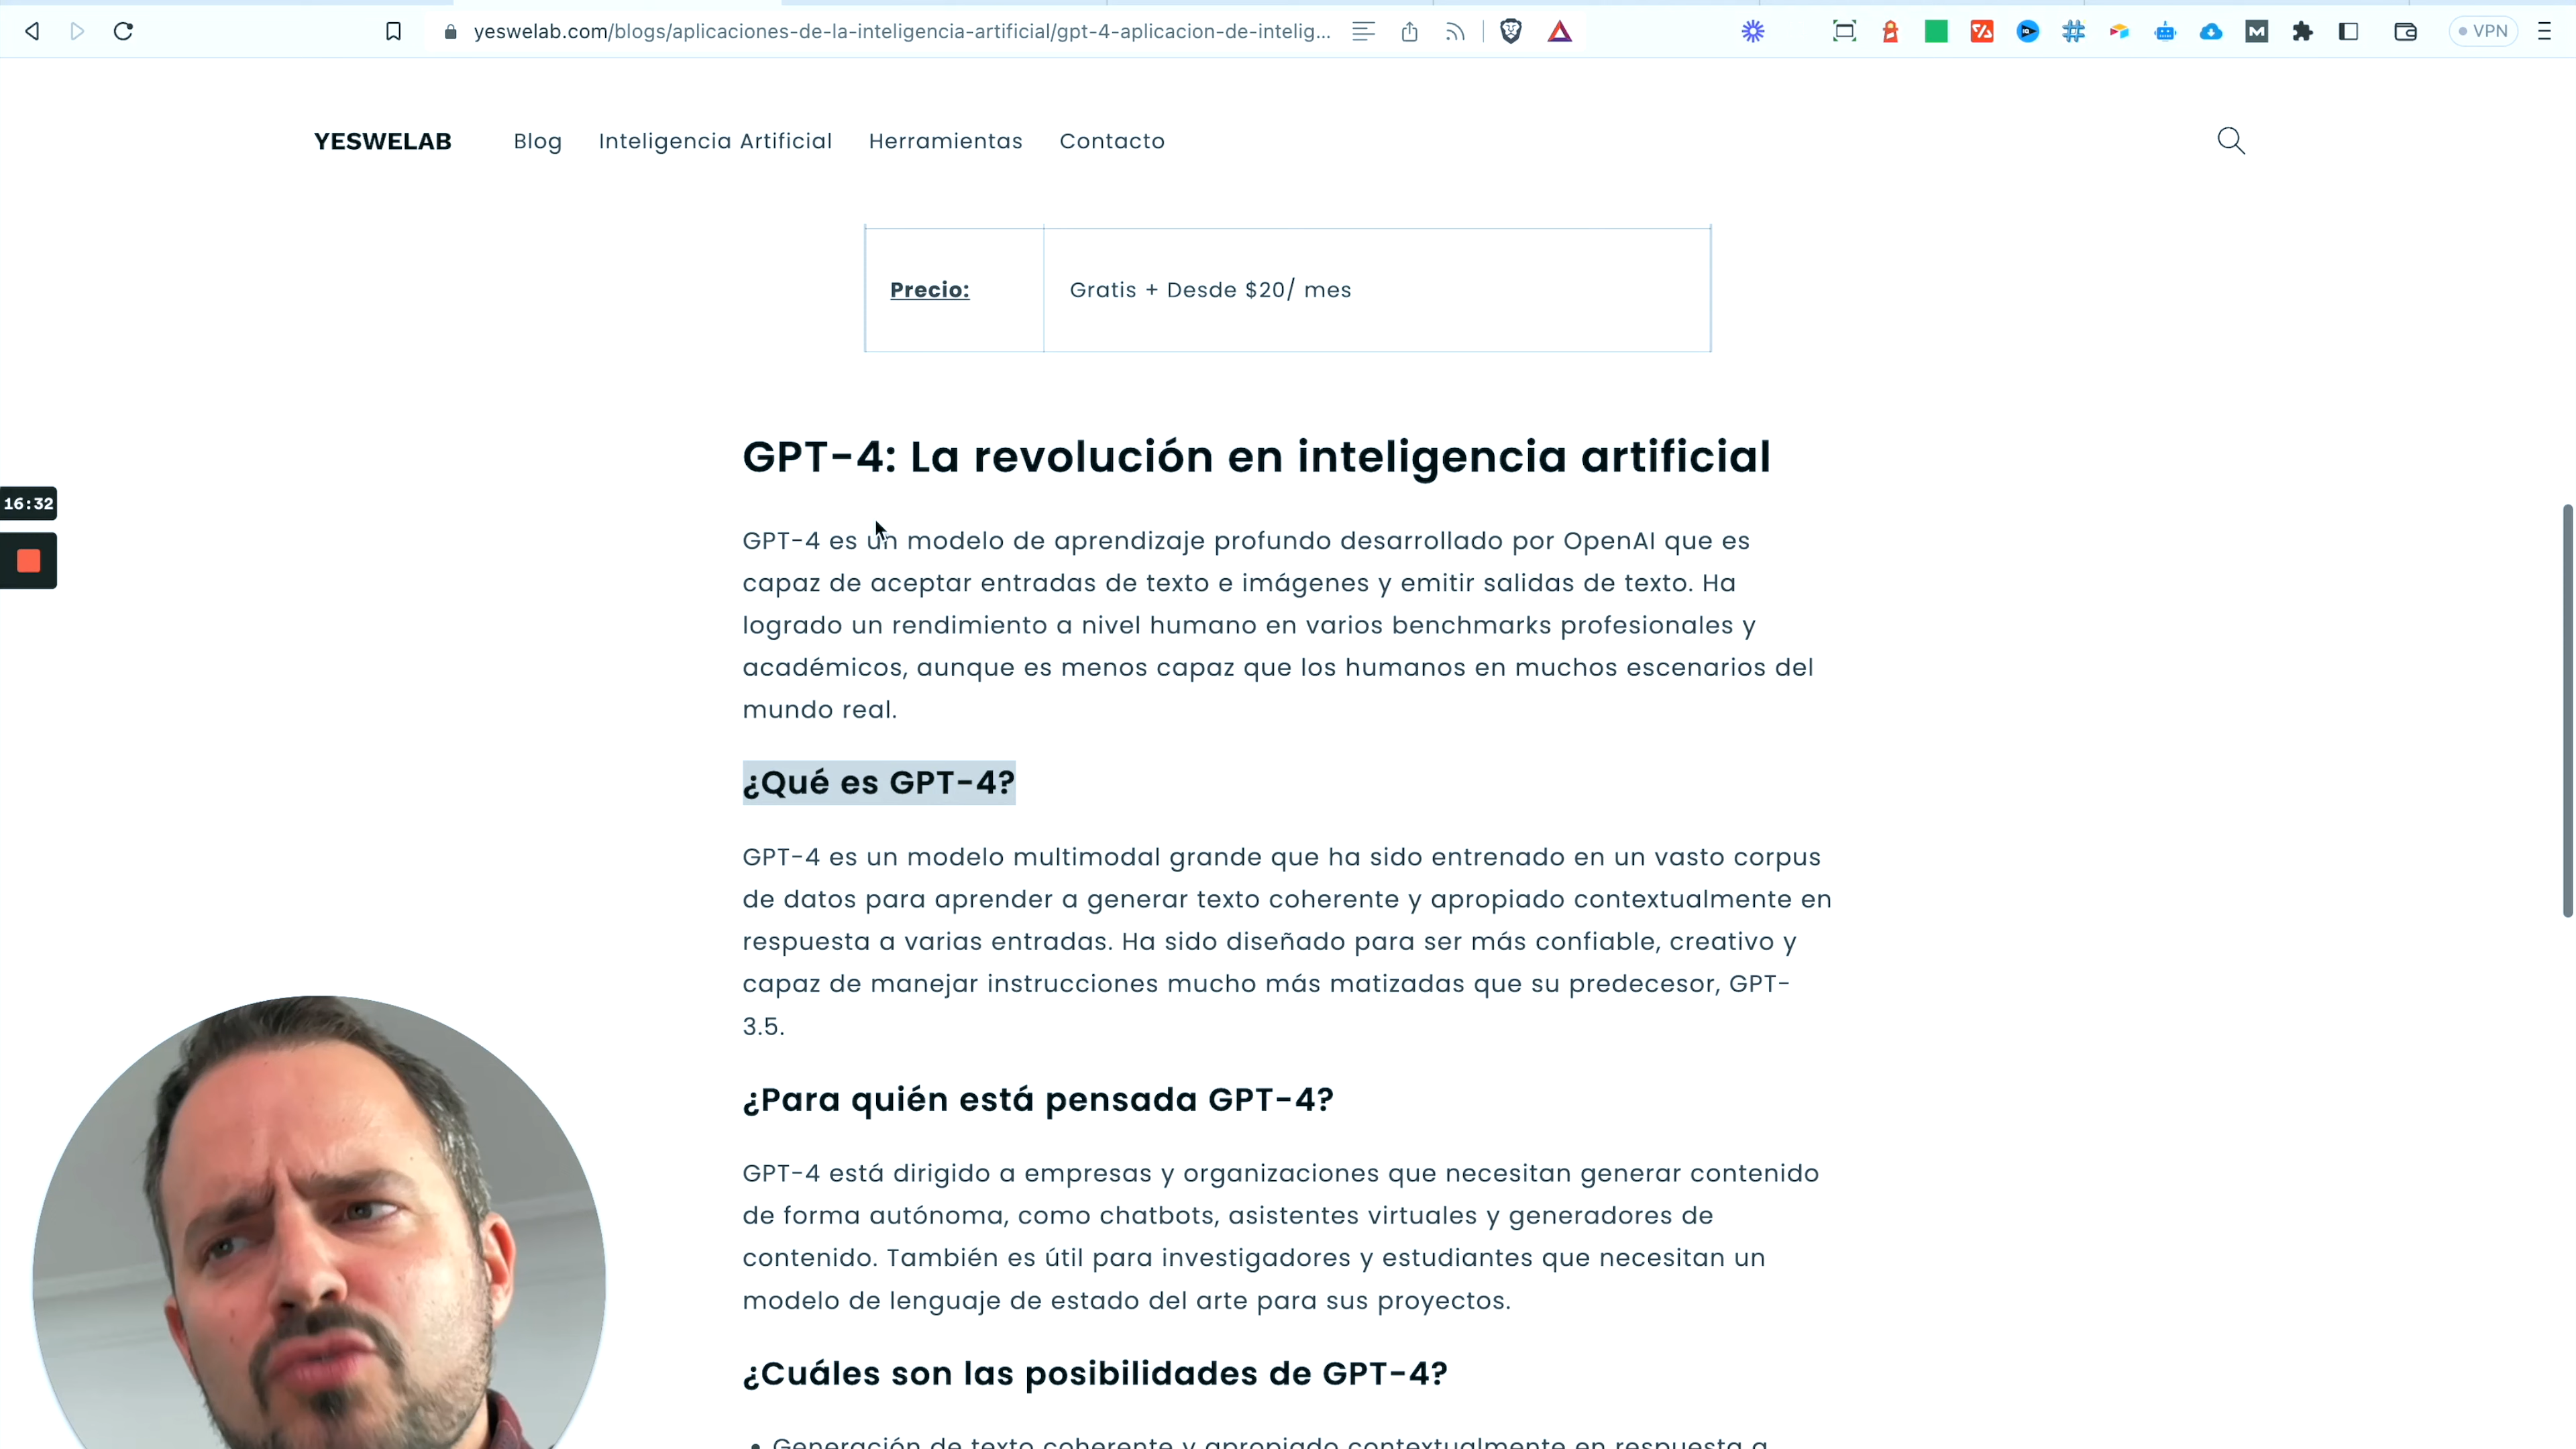 yeswelab.com/blogs/aplicaciones-de-la-inteligencia-artificial/gpt-4-aplicacion-de-intelig...
VPN
YESWELAB
Blog
Inteligencia Artificial
Herramientas
Contacto
Precio:
Gratis + Desde $20/ mes
GPT-4: La revolución en inteligencia artificial
16:32
GPT-4 es un modelo de aprendizaje profundo desarrollado por OpenAI que es
capaz de aceptar entradas de texto e imágenes y emitir salidas de texto. Ha
logrado un rendimiento a nivel humano en varios benchmarks profesionales y
académicos, aunque es menos capaz que los humanos en muchos escenarios del
mundo real.
¿Qué es GPT-4?
GPT-4 es un modelo multimodal grande que ha sido entrenado en un vasto corpus
de datos para aprender a generar texto coherente y apropiado contextualmente en
respuesta a varias entradas. Ha sido diseñado para ser más confiable, creativo y
capaz de manejar instrucciones mucho más matizadas que su predecesor, GPT-
3.5.
¿Para quién está pensada GPT-4?
GPT-4 está dirigido a empresas y organizaciones que necesitan generar contenido
de forma autónoma, como chatbots, asistentes virtuales y generadores de
contenido. También es útil para investigadores y estudiantes que necesitan un
modelo de lenguaje de estado del arte para sus proyectos.
¿Cuáles son las posibilidades de GPT-4?
• Generación de texto coherente y apropiado contextualmente en respuesta a